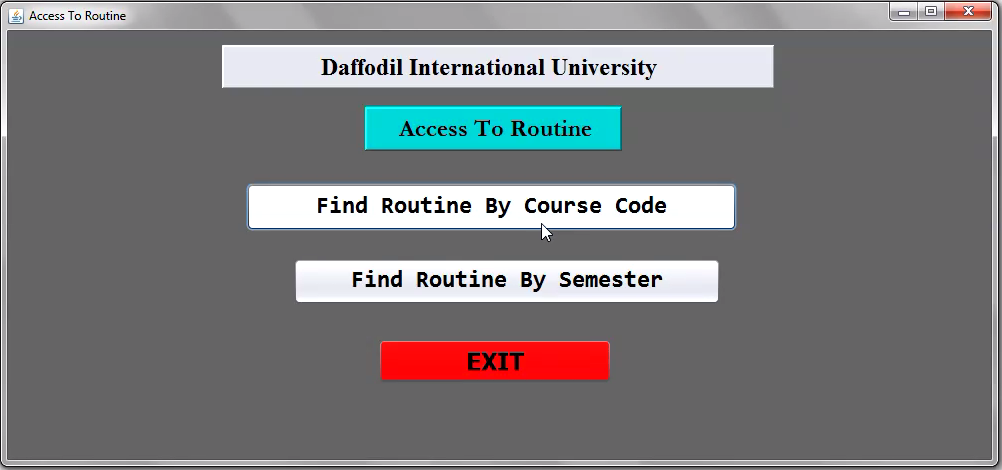 Access To Routine
Daffodil International University
Access To Routine
Find Routine By Course Code
Find Routine By Semester
EXIT